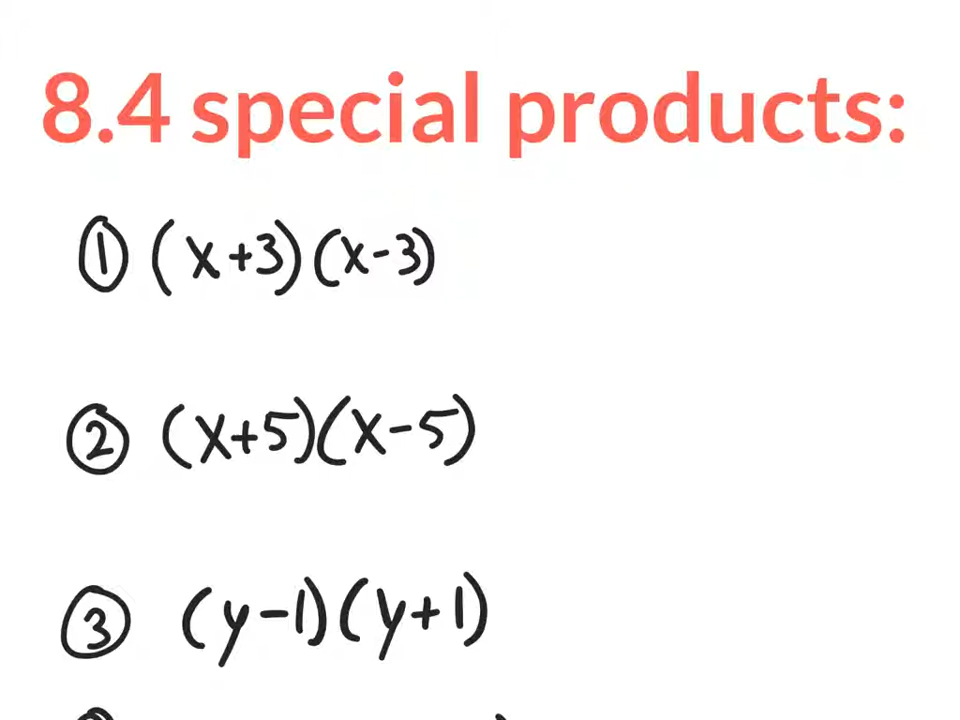 8.4 special products:
① (x+3)(x-3)
② (x+5)(x-5)
③ (y-1)(y+1)